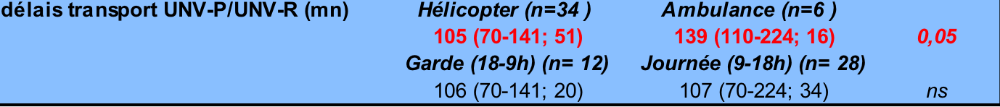 délais transport UNV-P/UNV-R (mn) Hélicopter (n=34 ) Ambulance (n=6 )
105 (70-141; 51) 139 (110-224; 16) 0,05
Garde (18-9h) (n= 12) Journée (9-18h) (n= 28)
106 (70-141; 20) 107 (70-224; 34) ns